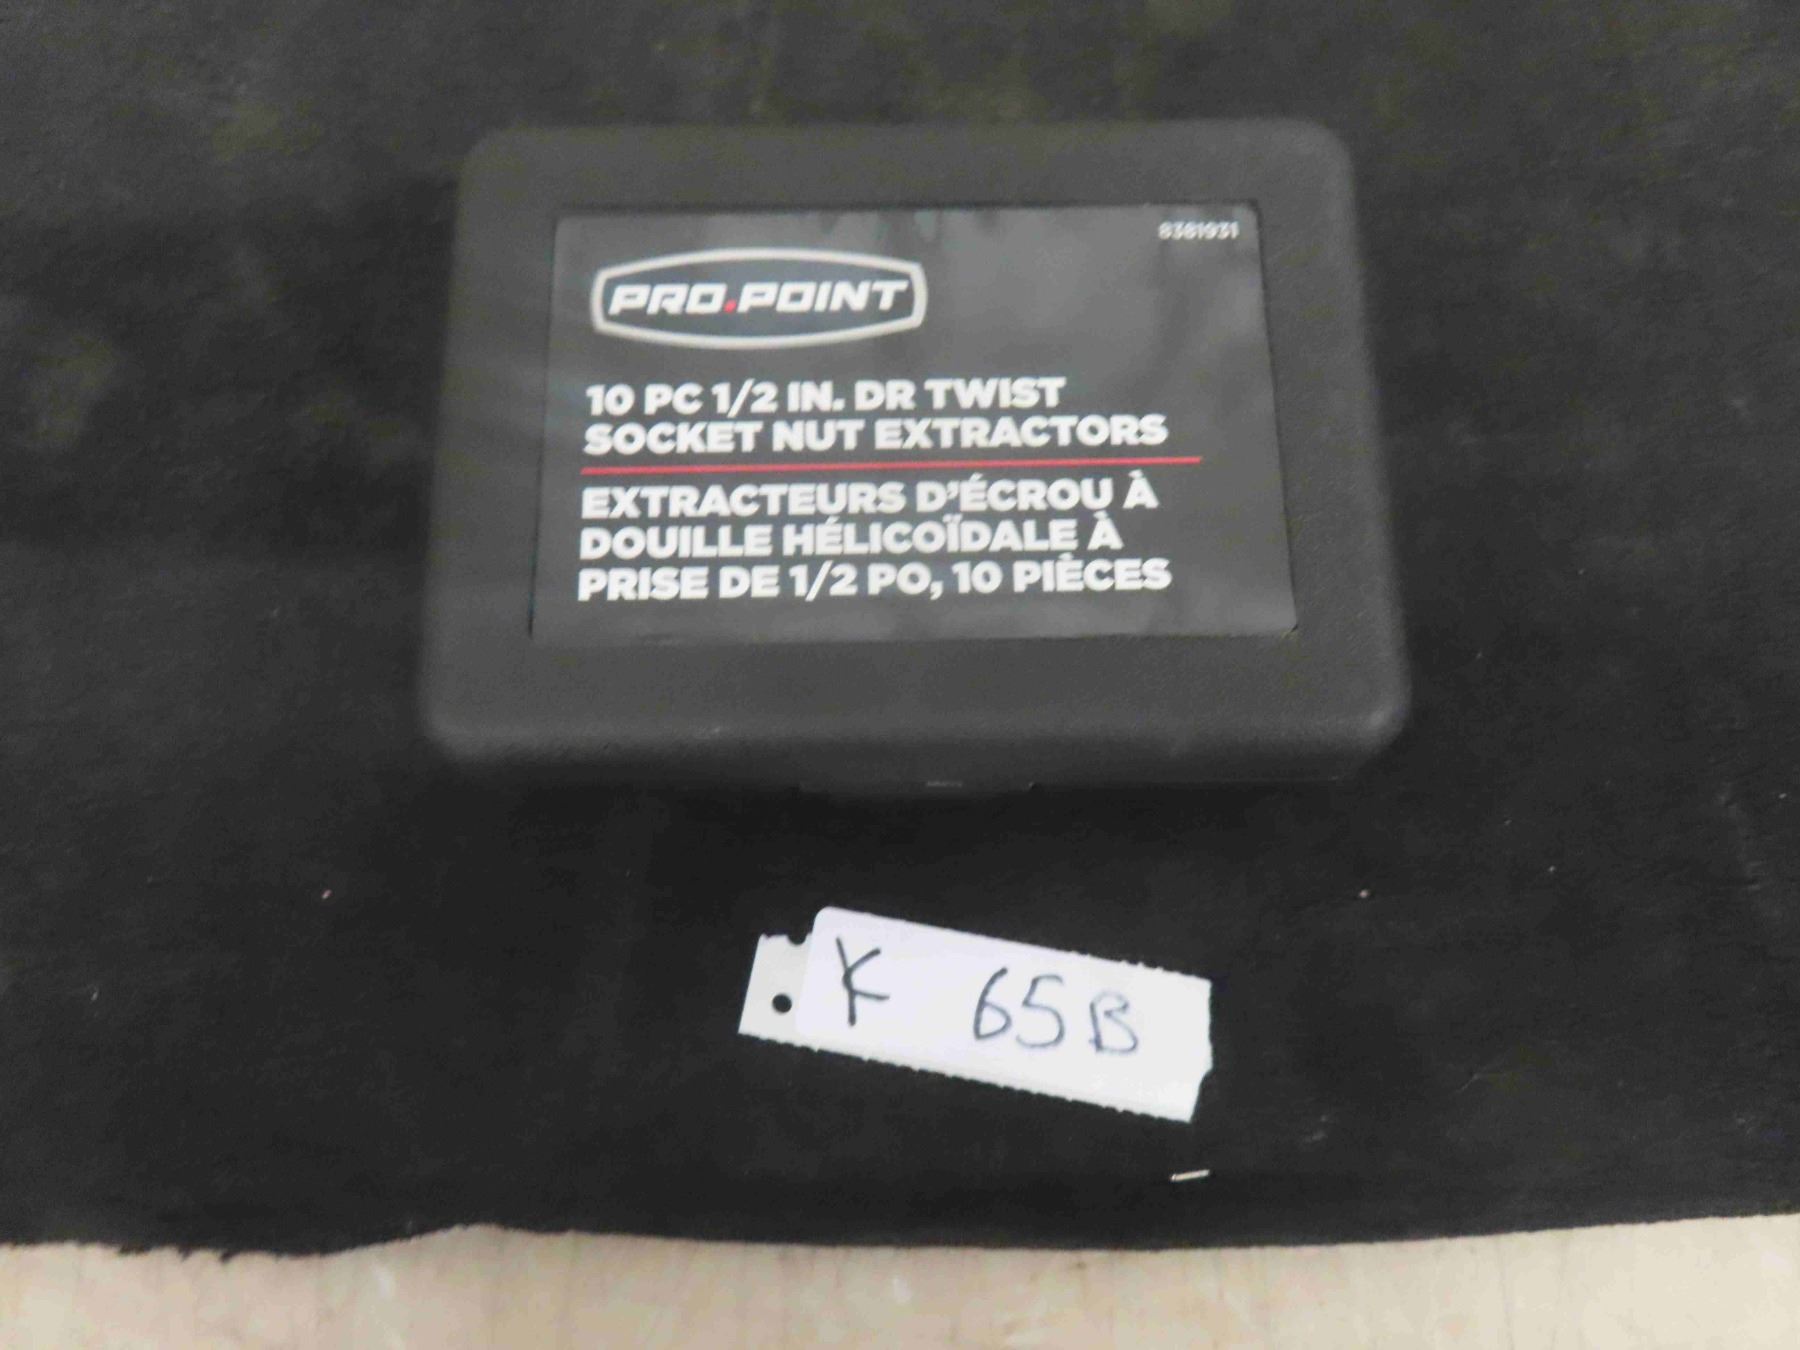 8381931
PRO.POINT
10 PC 1/2 IN. DR TWIST
SOCKET NUT EXTRACTORS
EXTRACTEURS D'ÉCROU À
DOUILLE HÉLICOÏDALE À
PRISE DE 1/2 PO, 10 PIÈCES
K 65B